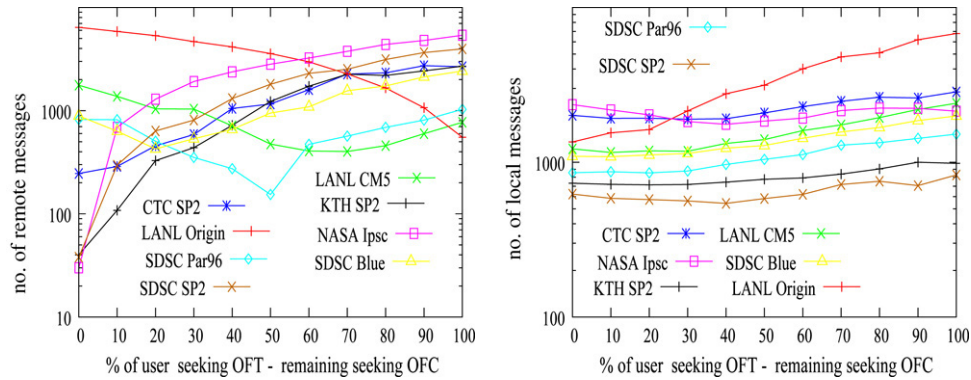 no. of remote messages
1000
100
10
LANL CM5
CTC SP2
KTH SP2
LANL Origin
NASA Ipsc
SDSC Par96
SDSC Blue
SDSC SP2
0 10 20 30 40 50 60 70 80 90 100
% of user seeking OFT - remaining seeking OFC
no. of local messages
SDSC Par96
SDSC SP2
1000
CTC SP2
LANL CM5
NASA Ipsc
SDSC Blue
KTH SP2
LANL Origin
100
0 10 20 30 40 50 60 70 80 90 100
% of user seeking OFT - remaining seeking OFC